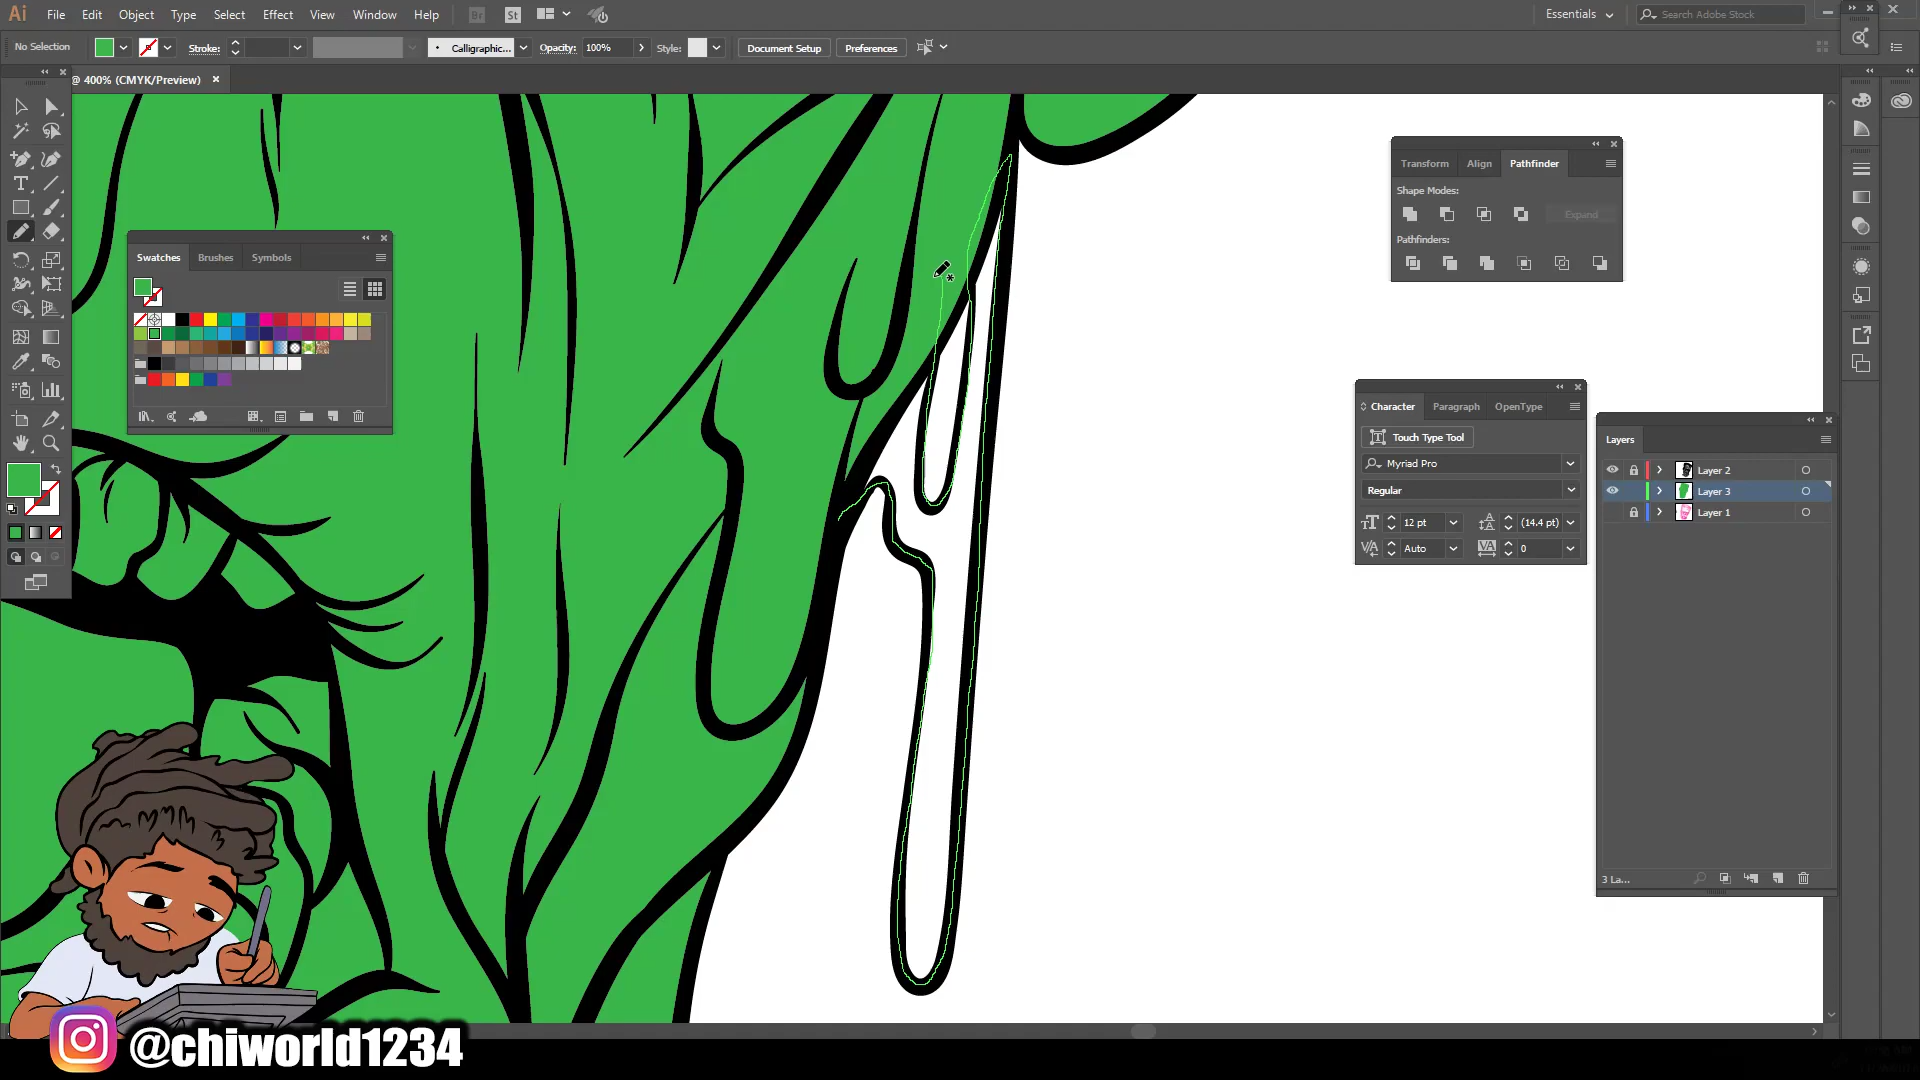 Ai File Edit Object Type Select Effect View Window Help Br St Essentials Search Adobe Stock
No Selection Stroke: Calligraphic... Opacity: 100% Style: Document Setup Preferences
@ 400% (CMYK/Preview)
Transform Align Pathfinder
Shape Modes:
Expand
Pathfinders:
Swatches Brushes Symbols
Character Paragraph OpenType
Touch Type Tool
Myriad Pro
Regular
12 pt (14.4 pt)
Auto 0
Layers
Layer 2
Layer 3
Layer 1
3 La...
@chiworld1234